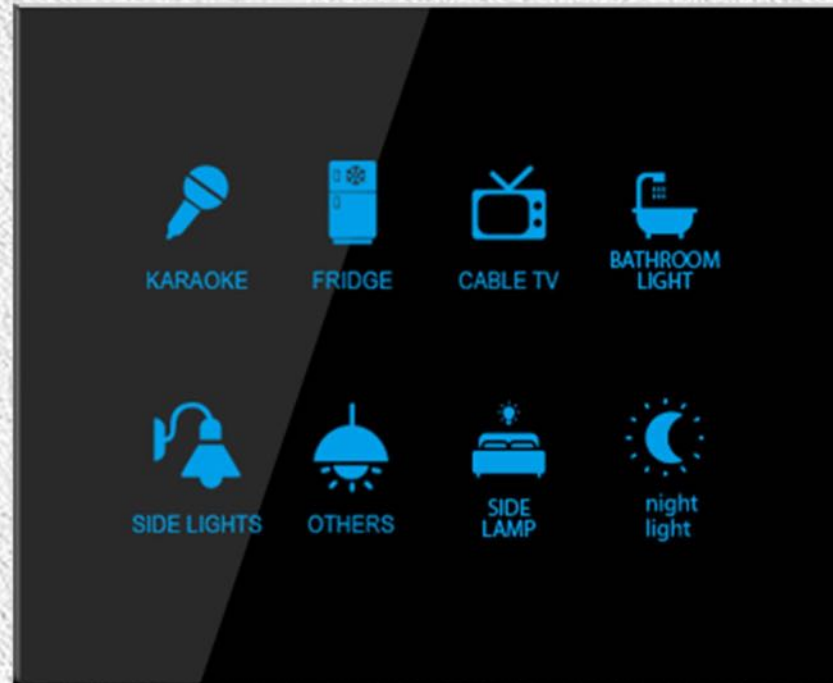 KARAOKE
FRIDGE
CABLE TV
BATHROOM
LIGHT
SIDE LIGHTS
OTHERS
SIDE
LAMP
night
light